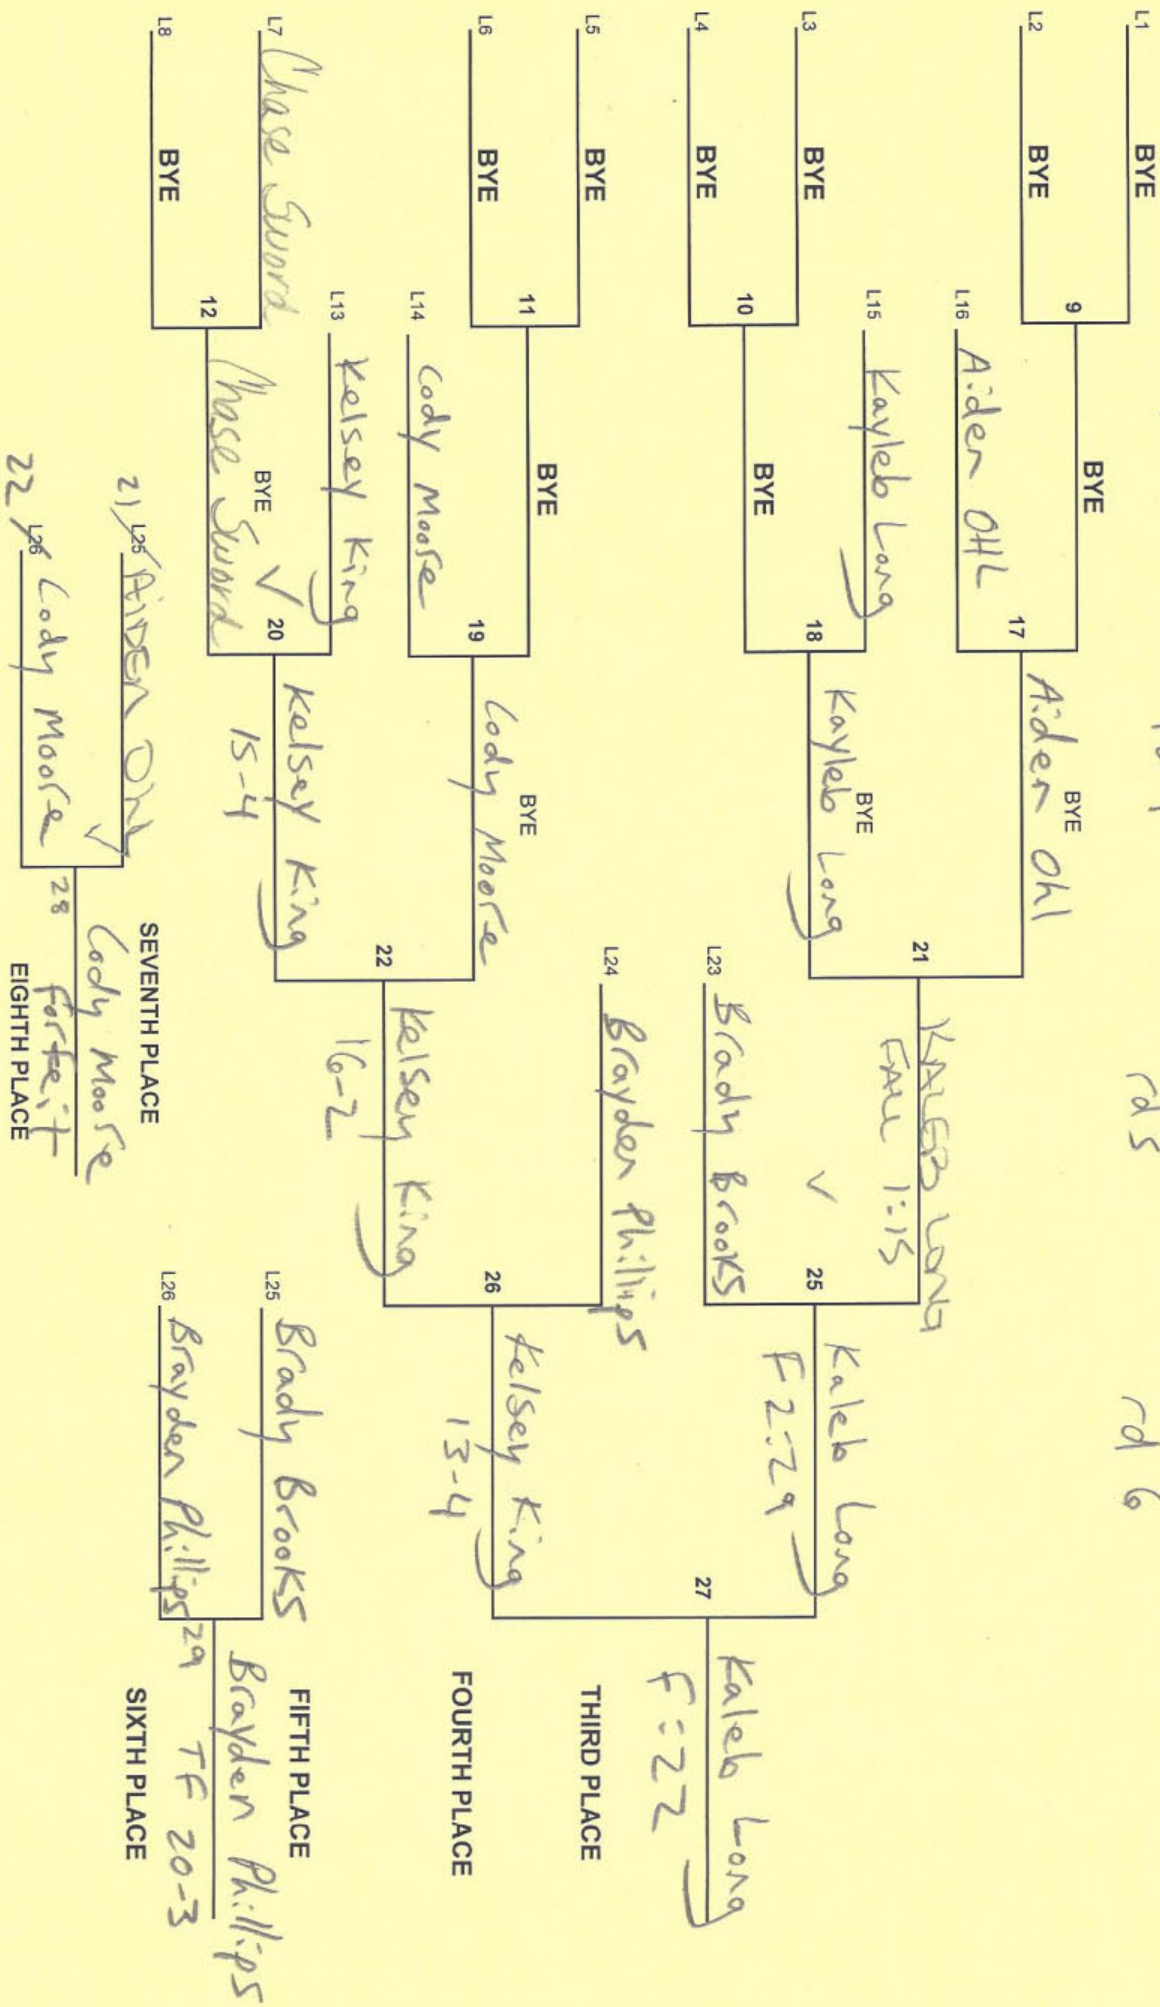 rd 5
rd 6
L1
BYE
L2
BYE
9
BYE
L16
Aiden OHL
17
Aiden Ohl
BYE
L3
BYE
L4
BYE
10
BYE
L15
Kayleb Long
18
Kayleb Long
BYE
21
KALEB LONG
FALL 1:15
L23
Brady Brooks
25
Kaleb Long
F 2:29
L5
BYE
L6
BYE
11
BYE
L14
Cody Moore
19
Cody Moore
BYE
L7
Chase Sword
L8
BYE
12
Chase Sword
BYE
L13
Kelsey King
20
Kelsey King
15-4
22
Kelsey King
16-2
L24
Brayden Phillips
26
Kelsey King
13-4
27
Kaleb Long
F :22
THIRD PLACE
FOURTH PLACE
21 L25
AIDEN Ohl
22 L26
Cody Moore
28
Cody Moore
Forfeit
SEVENTH PLACE
EIGHTH PLACE
L25
Brady Brooks
L26
Brayden Phillips
29
Brayden Phillips
TF 20-3
FIFTH PLACE
SIXTH PLACE